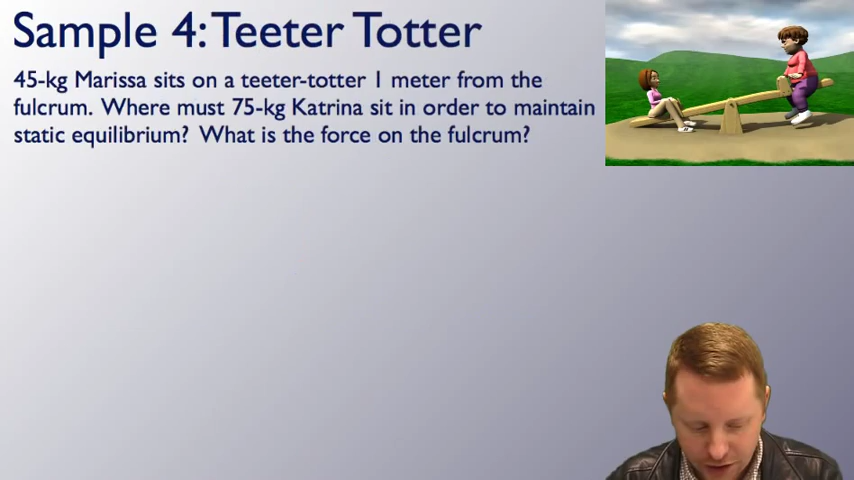 Sample 4: Teeter Totter
45-kg Marissa sits on a teeter-totter 1 meter from the
fulcrum. Where must 75-kg Katrina sit in order to maintain
static equilibrium? What is the force on the fulcrum?